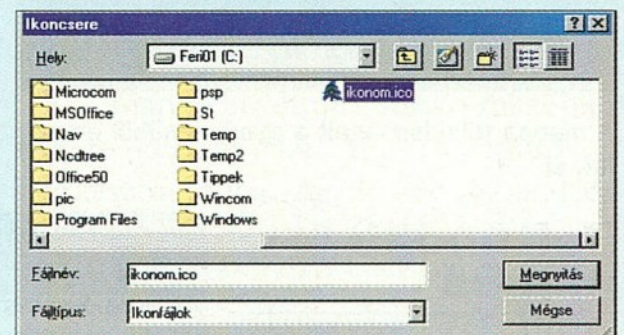 Ikoncsere
Hely: Feri01 (C:)
Microcom psp ikonom.ico
MSOffice St
Nav Temp
Ncdtree Temp2
Office50 Tippek
pic Wincom
Program Files Windows
Fájlnév: ikonom.ico Megnyitás
Fájltípus: Ikonfájlok Mégse